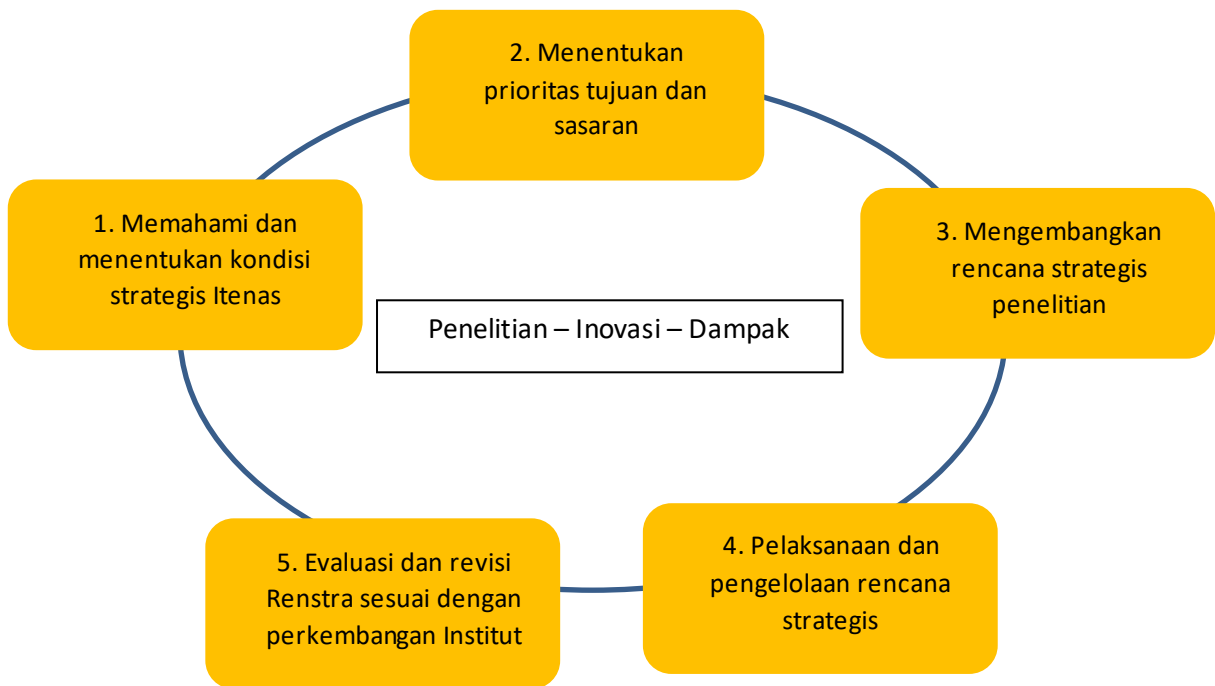 2. Menentukan
prioritas tujuan dan
sasaran
1. Memahami dan
menentukan kondisi
strategis Itenas
3. Mengembangkan
rencana strategis
penelitian
Penelitian – Inovasi – Dampak
4. Pelaksanaan dan
pengelolaan rencana
strategis
5. Evaluasi dan revisi
Renstra sesuai dengan
perkembangan Institut